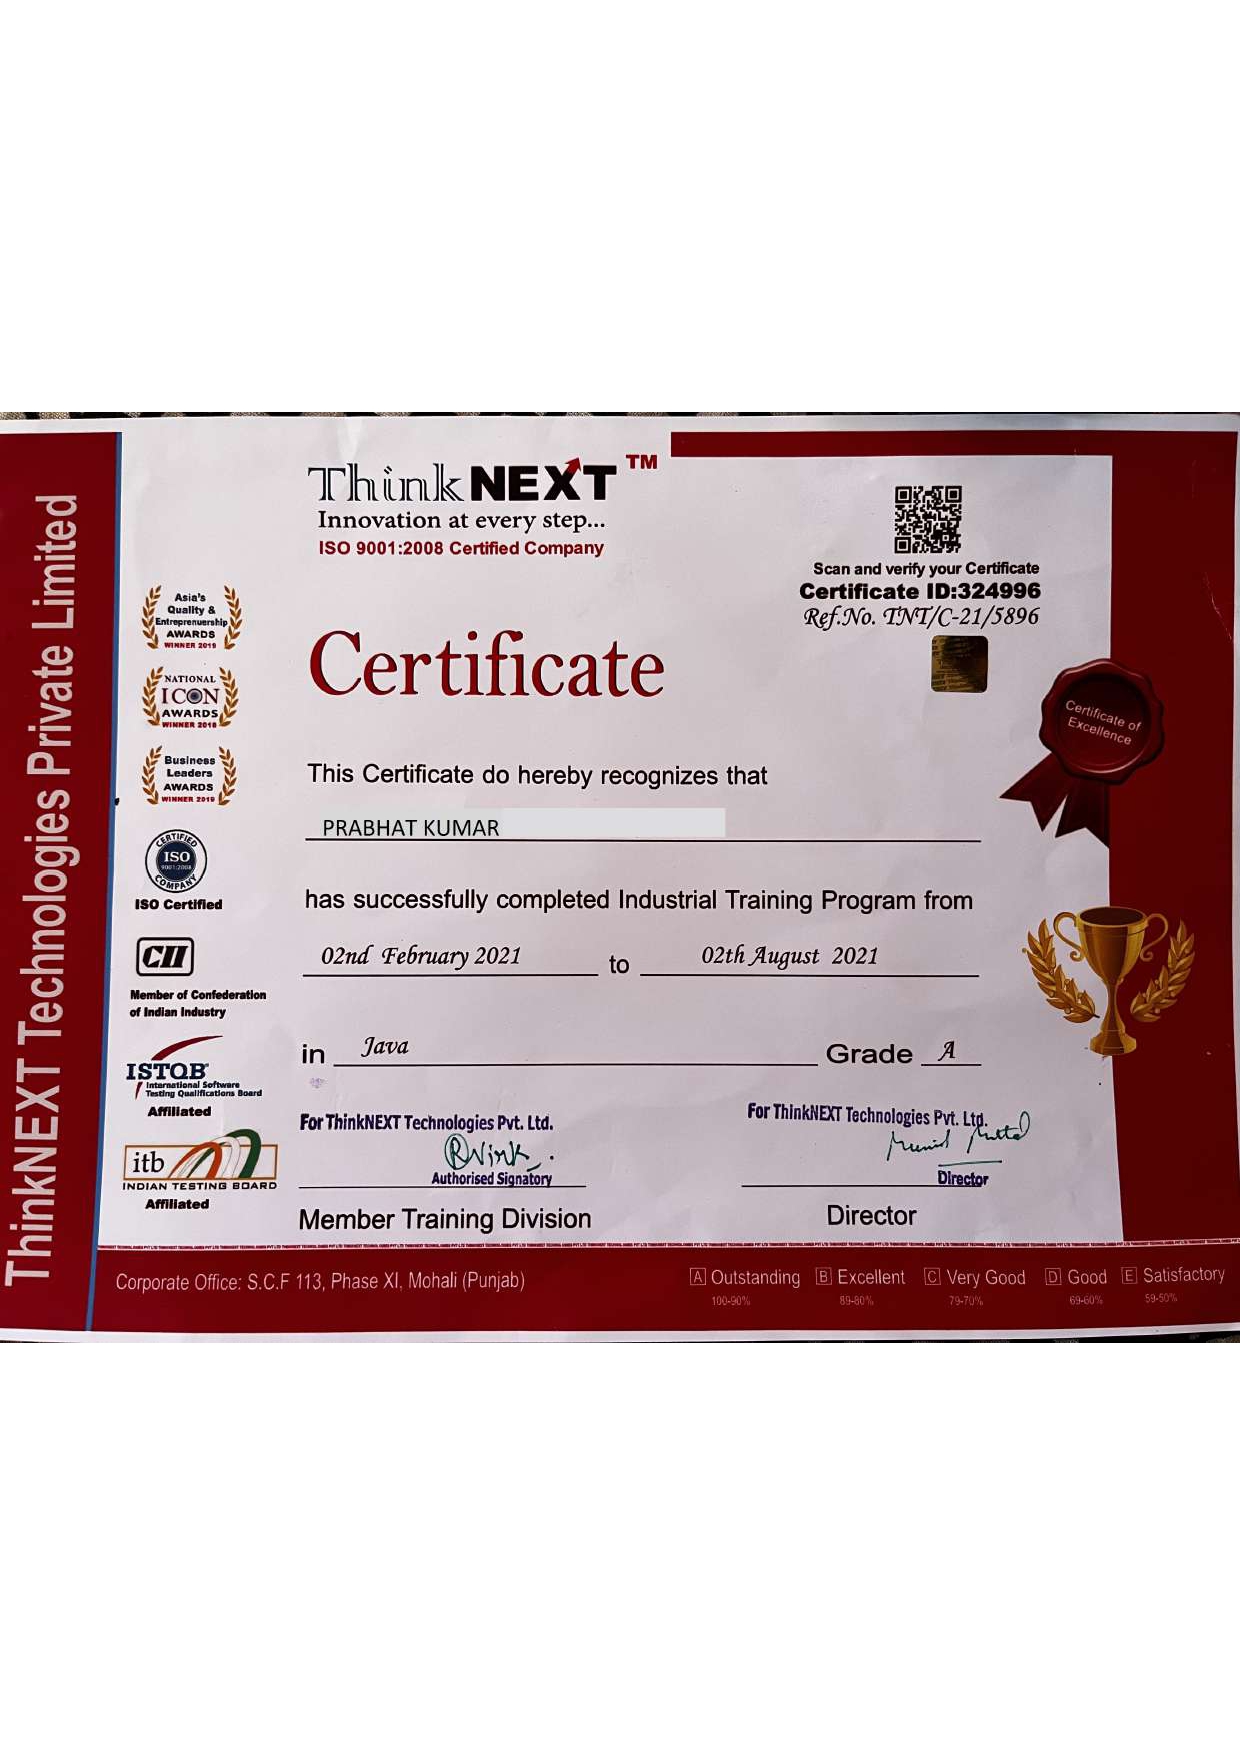 ThinkNEXT Technologies Private Limited
Think NEXT TM
Innovation at every step...
ISO 9001:2008 Certified Company
Scan and verify your Certificate
Certificate ID:324996
Ref.No. TNT/C-21/5896
Asia's
Quality &
Entreprenuership
AWARDS
WINNER 2019
NATIONAL
ICON
AWARDS
WINNER 2018
Business
Leaders
AWARDS
WINNER 2019
CERTIFIED
ISO
9001:2008
COMPANY
ISO Certified
CII
Member of Confederation
of Indian Industry
ISTQB
International Software
Testing Qualifications Board
Affiliated
itb
INDIAN TESTING BOARD
Affiliated
Certificate
Certificate of
Excellence
This Certificate do hereby recognizes that
PRABHAT KUMAR
has successfully completed Industrial Training Program from
02nd February 2021 to 02th August 2021
in Java Grade A
For ThinkNEXT Technologies Pvt. Ltd.
Authorised Signatory
Member Training Division
For ThinkNEXT Technologies Pvt. Ltd.
Director
Director
Corporate Office: S.C.F 113, Phase XI, Mohali (Punjab)
A Outstanding B Excellent C Very Good D Good E Satisfactory
100-90% 89-80% 79-70% 69-60% 59-50%